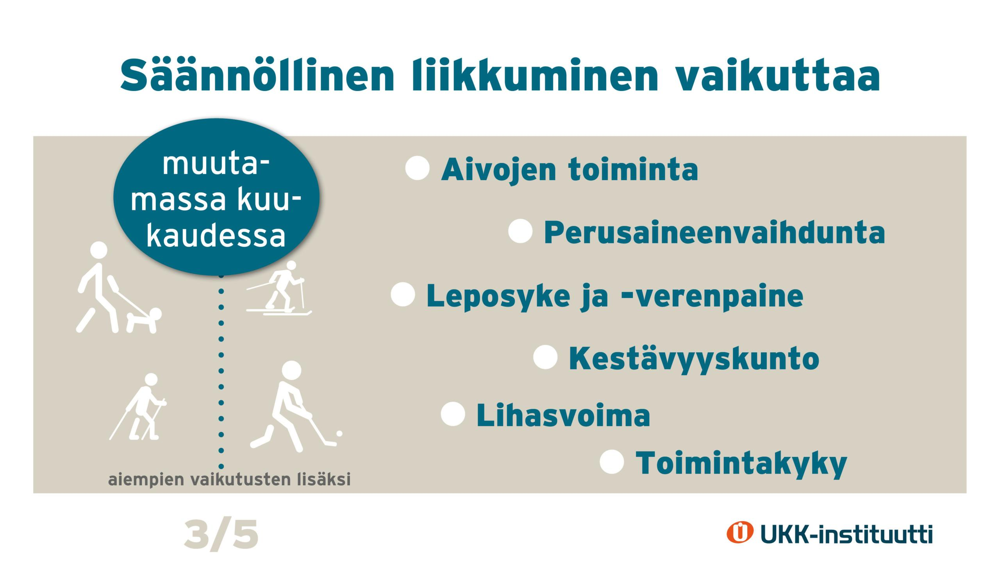 Säännöllinen liikkuminen vaikuttaa
muuta-
massa kuu-
kaudessa
aiempien vaikutusten lisäksi
Aivojen toiminta
Perusaineenvaihdunta
Leposyke ja -verenpaine
Kestävyyskunto
Lihasvoima
Toimintakyky
3/5
UKK-instituutti